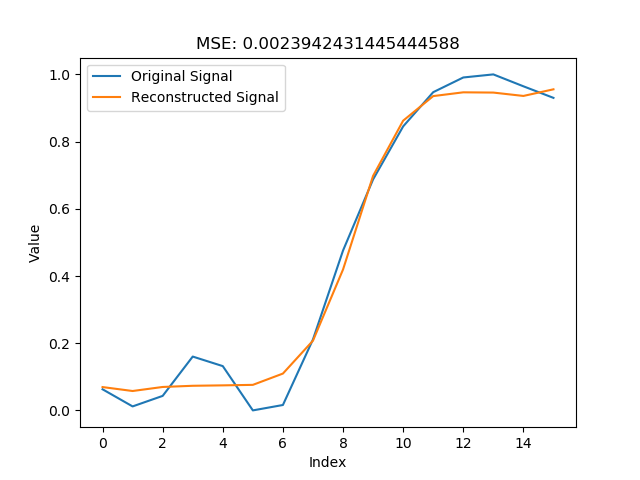 MSE: 0.0023942431445444588
Original Signal
Reconstructed Signal
1.0
0.8
0.6
0.4
0.2
0.0
Value
0 2 4 6 8 10 12 14
Index